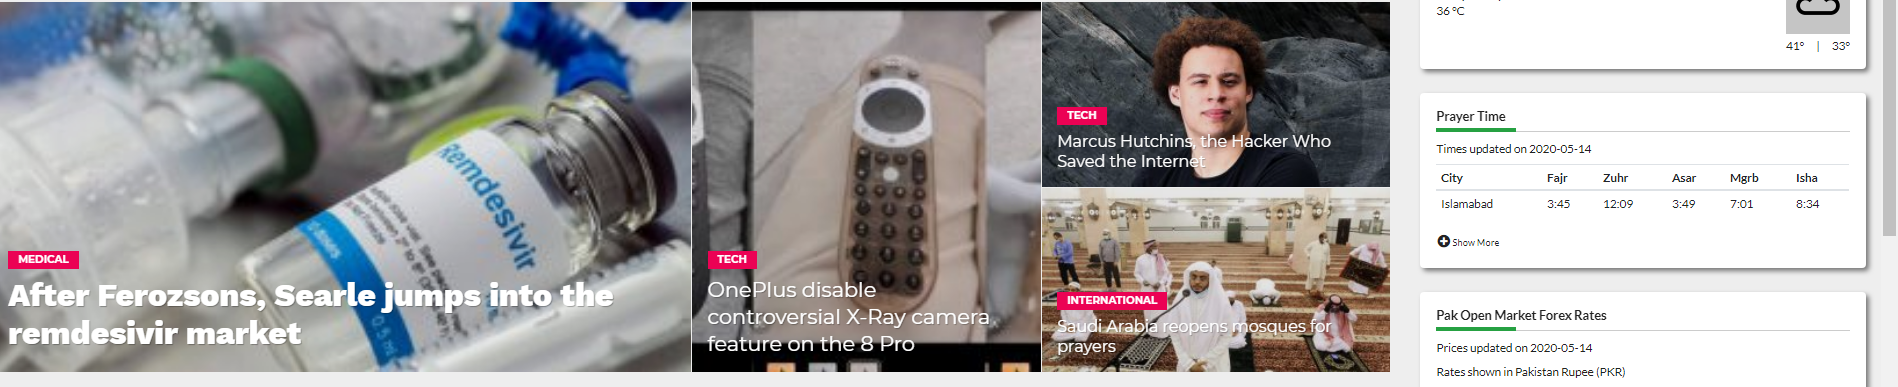 Remdesivir
MEDICAL
After Ferozsons, Searle jumps into the
remdesivir market
TECH
OnePlus disable
controversial X-Ray camera
feature on the 8 Pro
TECH
Marcus Hutchins, the Hacker Who
Saved the Internet
INTERNATIONAL
Saudi Arabia reopens mosques for
prayers
36 ºC
41º | 33º
Prayer Time
Times updated on 2020-05-14
City Fajr Zuhr Asar Mgrb Isha
Islamabad 3:45 12:09 3:49 7:01 8:34
Show More
Pak Open Market Forex Rates
Prices updated on 2020-05-14
Rates shown in Pakistan Rupee (PKR)